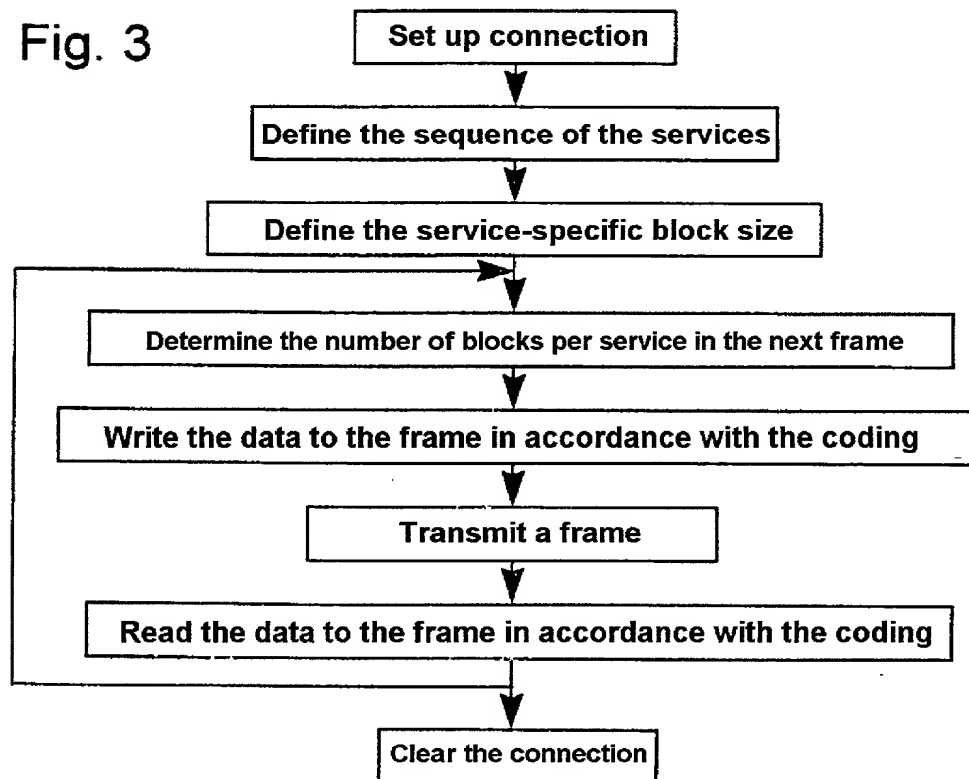 Fig. 3
Set up connection
Define the sequence of the services
Define the service-specific block size
Determine the number of blocks per service in the next frame
Write the data to the frame in accordance with the coding
Transmit a frame
Read the data to the frame in accordance with the coding
Clear the connection